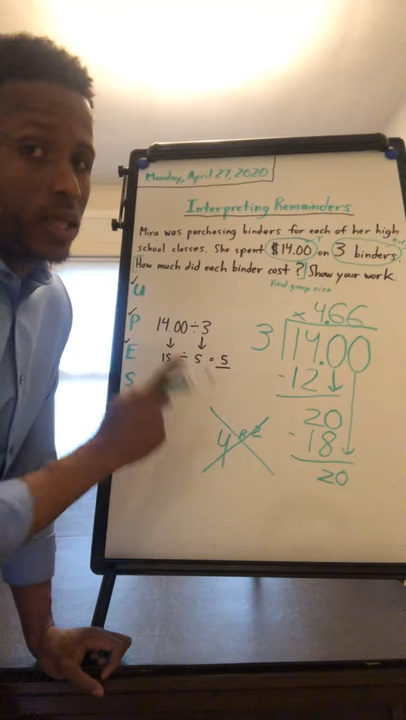 Monday, April 27, 2020
Interpreting Remainders
Mira was purchasing binders for each of her high
school classes. She spent $14.00 on 3 binders.
How much did each binder cost? Show your work.
Find group size
U
P
E
S
14.00 ÷ 3
15 ÷ 5 = 5
× 4.66
3 14.00
- 12
20
- 18
20
4